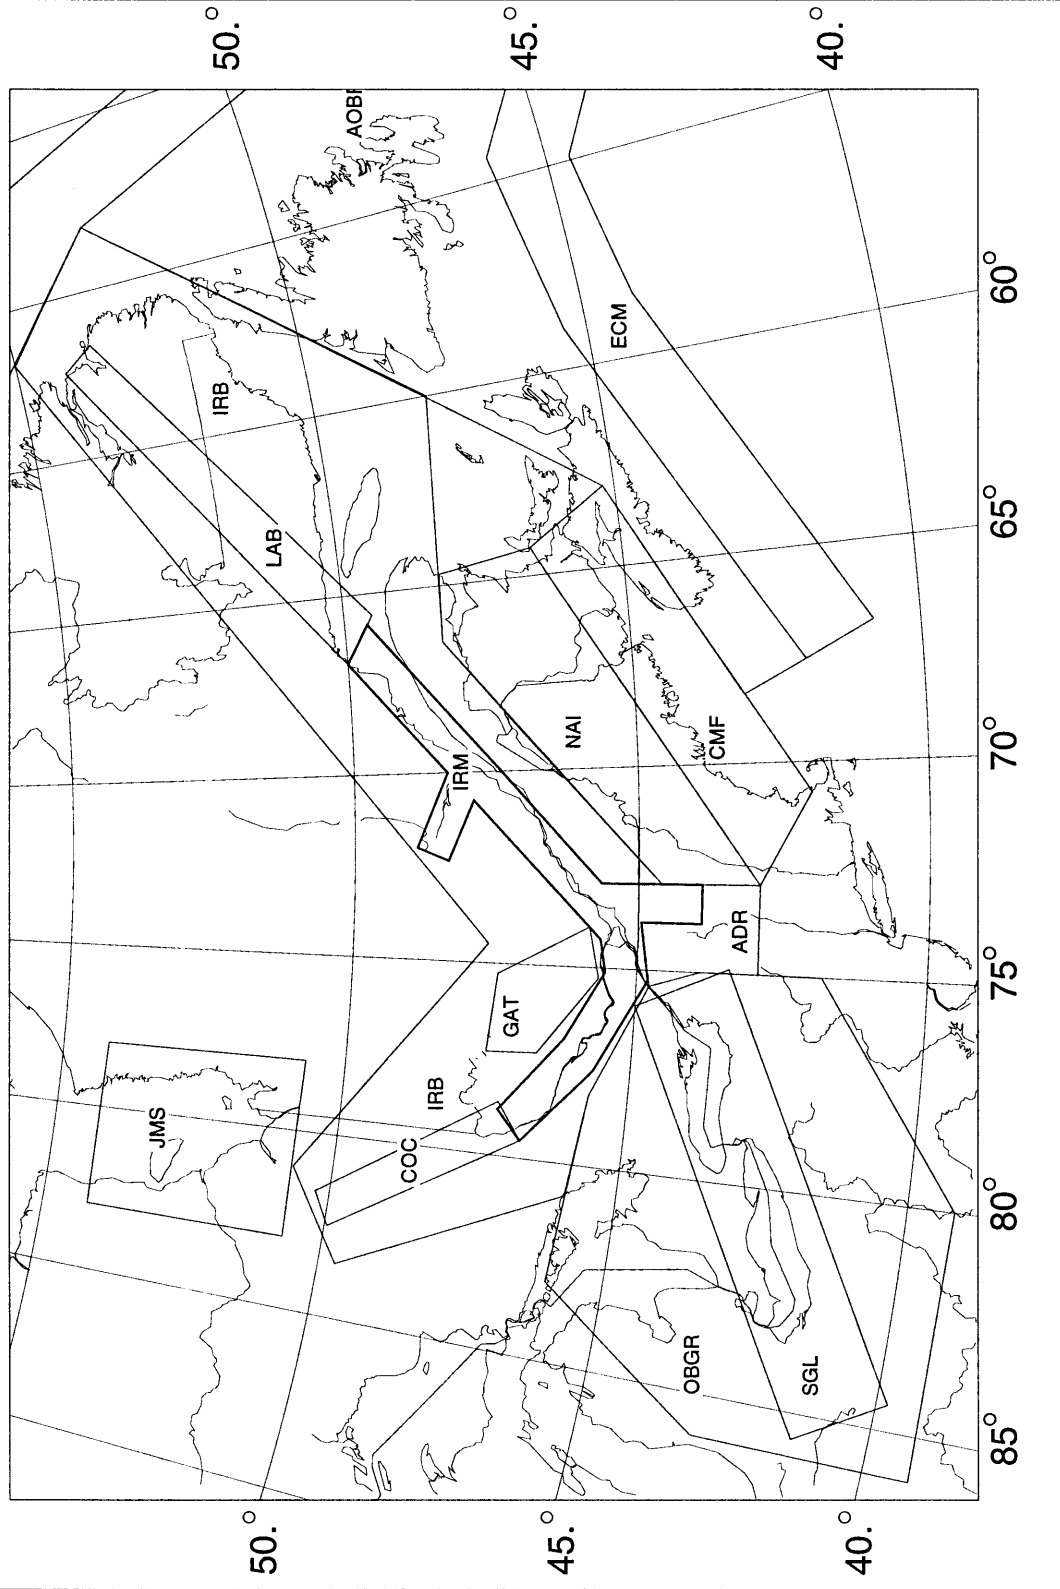 50.°
45.°
40.°
AOBR
IRB
ECM
LAB
IRM
NAI
CMF
ADR
GAT
IRB
JMS
COC
OBGR
SGL
60°
65°
70°
75°
80°
85°
50.°
45.°
40.°